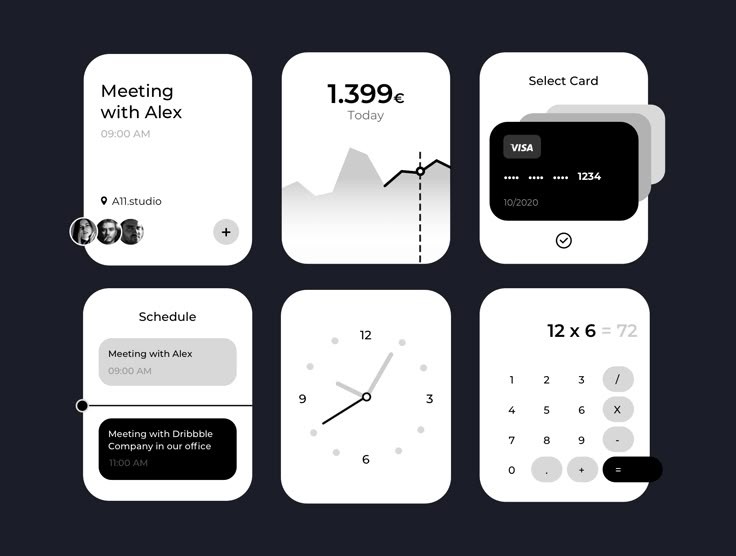 Meeting
with Alex
09:00 AM
A11.studio
+
1.399€
Today
Select Card
VISA
•••• •••• •••• 1234
10/2020
Schedule
Meeting with Alex
09:00 AM
Meeting with Dribbble
Company in our office
11:00 AM
12
9 3
6
12 x 6 = 72
1 2 3 /
4 5 6 X
7 8 9 -
0 . + =